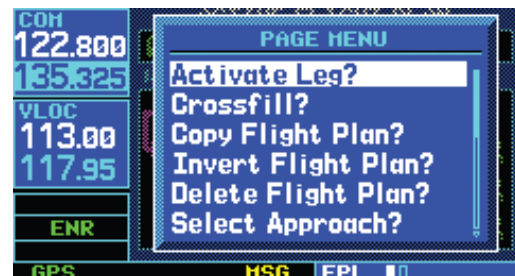 COM
122.800
135.325
VLOC
113.00
117.95
ENR
GPS
PAGE MENU
Activate Leg?
Crossfill?
Copy Flight Plan?
Invert Flight Plan?
Delete Flight Plan?
Select Approach?
MSG
FPL